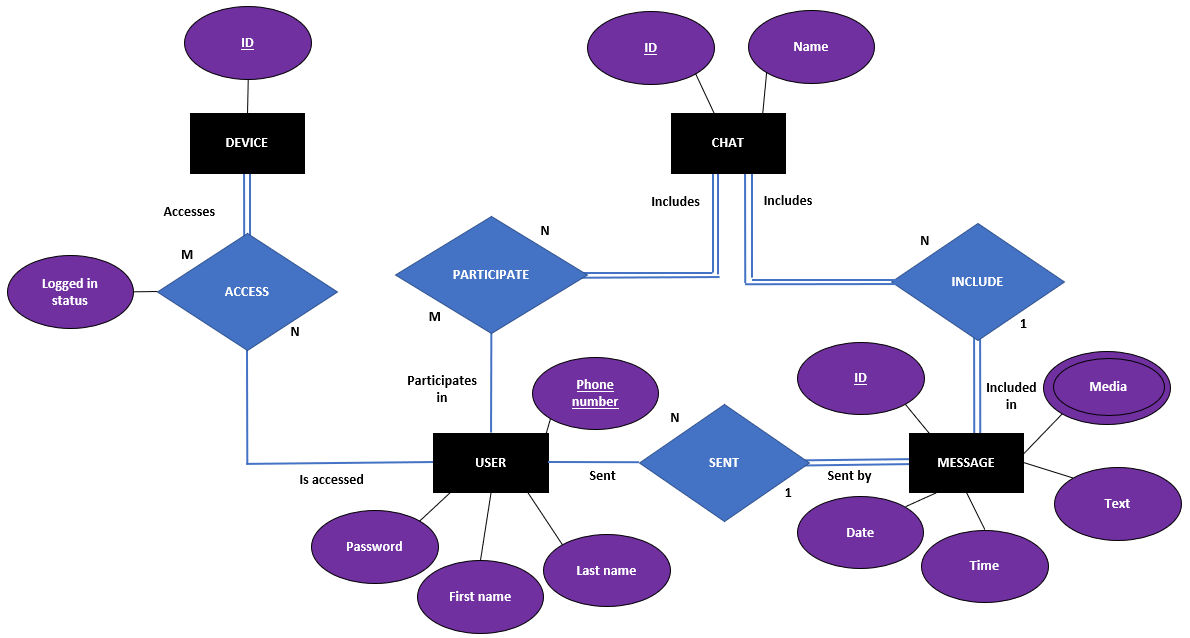 ID
ID
Name
DEVICE
CHAT
Accesses
Includes
Includes
M
N
N
Logged in
status
ACCESS
PARTICIPATE
INCLUDE
N
M
1
Participates
in
Phone
number
ID
Included
in
Media
N
USER
SENT
MESSAGE
Is accessed
Sent
1
Sent by
Text
Password
Date
First name
Last name
Time